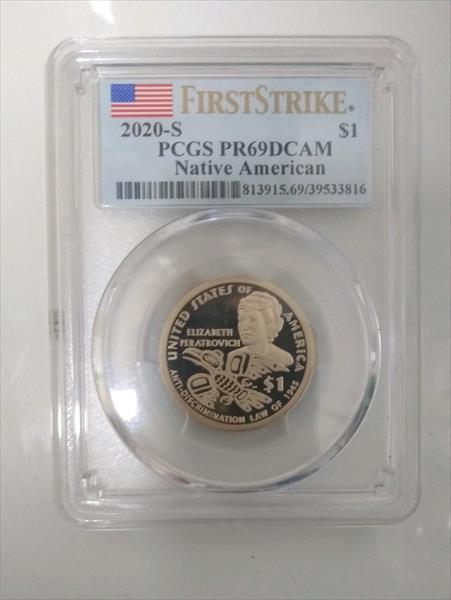 FIRSTSTRIKE®
2020-S $1
PCGS PR69DCAM
Native American
813915.69/39533816
UNITED STATES OF AMERICA
ELIZABETH
PERATROVICH
$1
ANTI-DISCRIMINATION LAW OF 1945